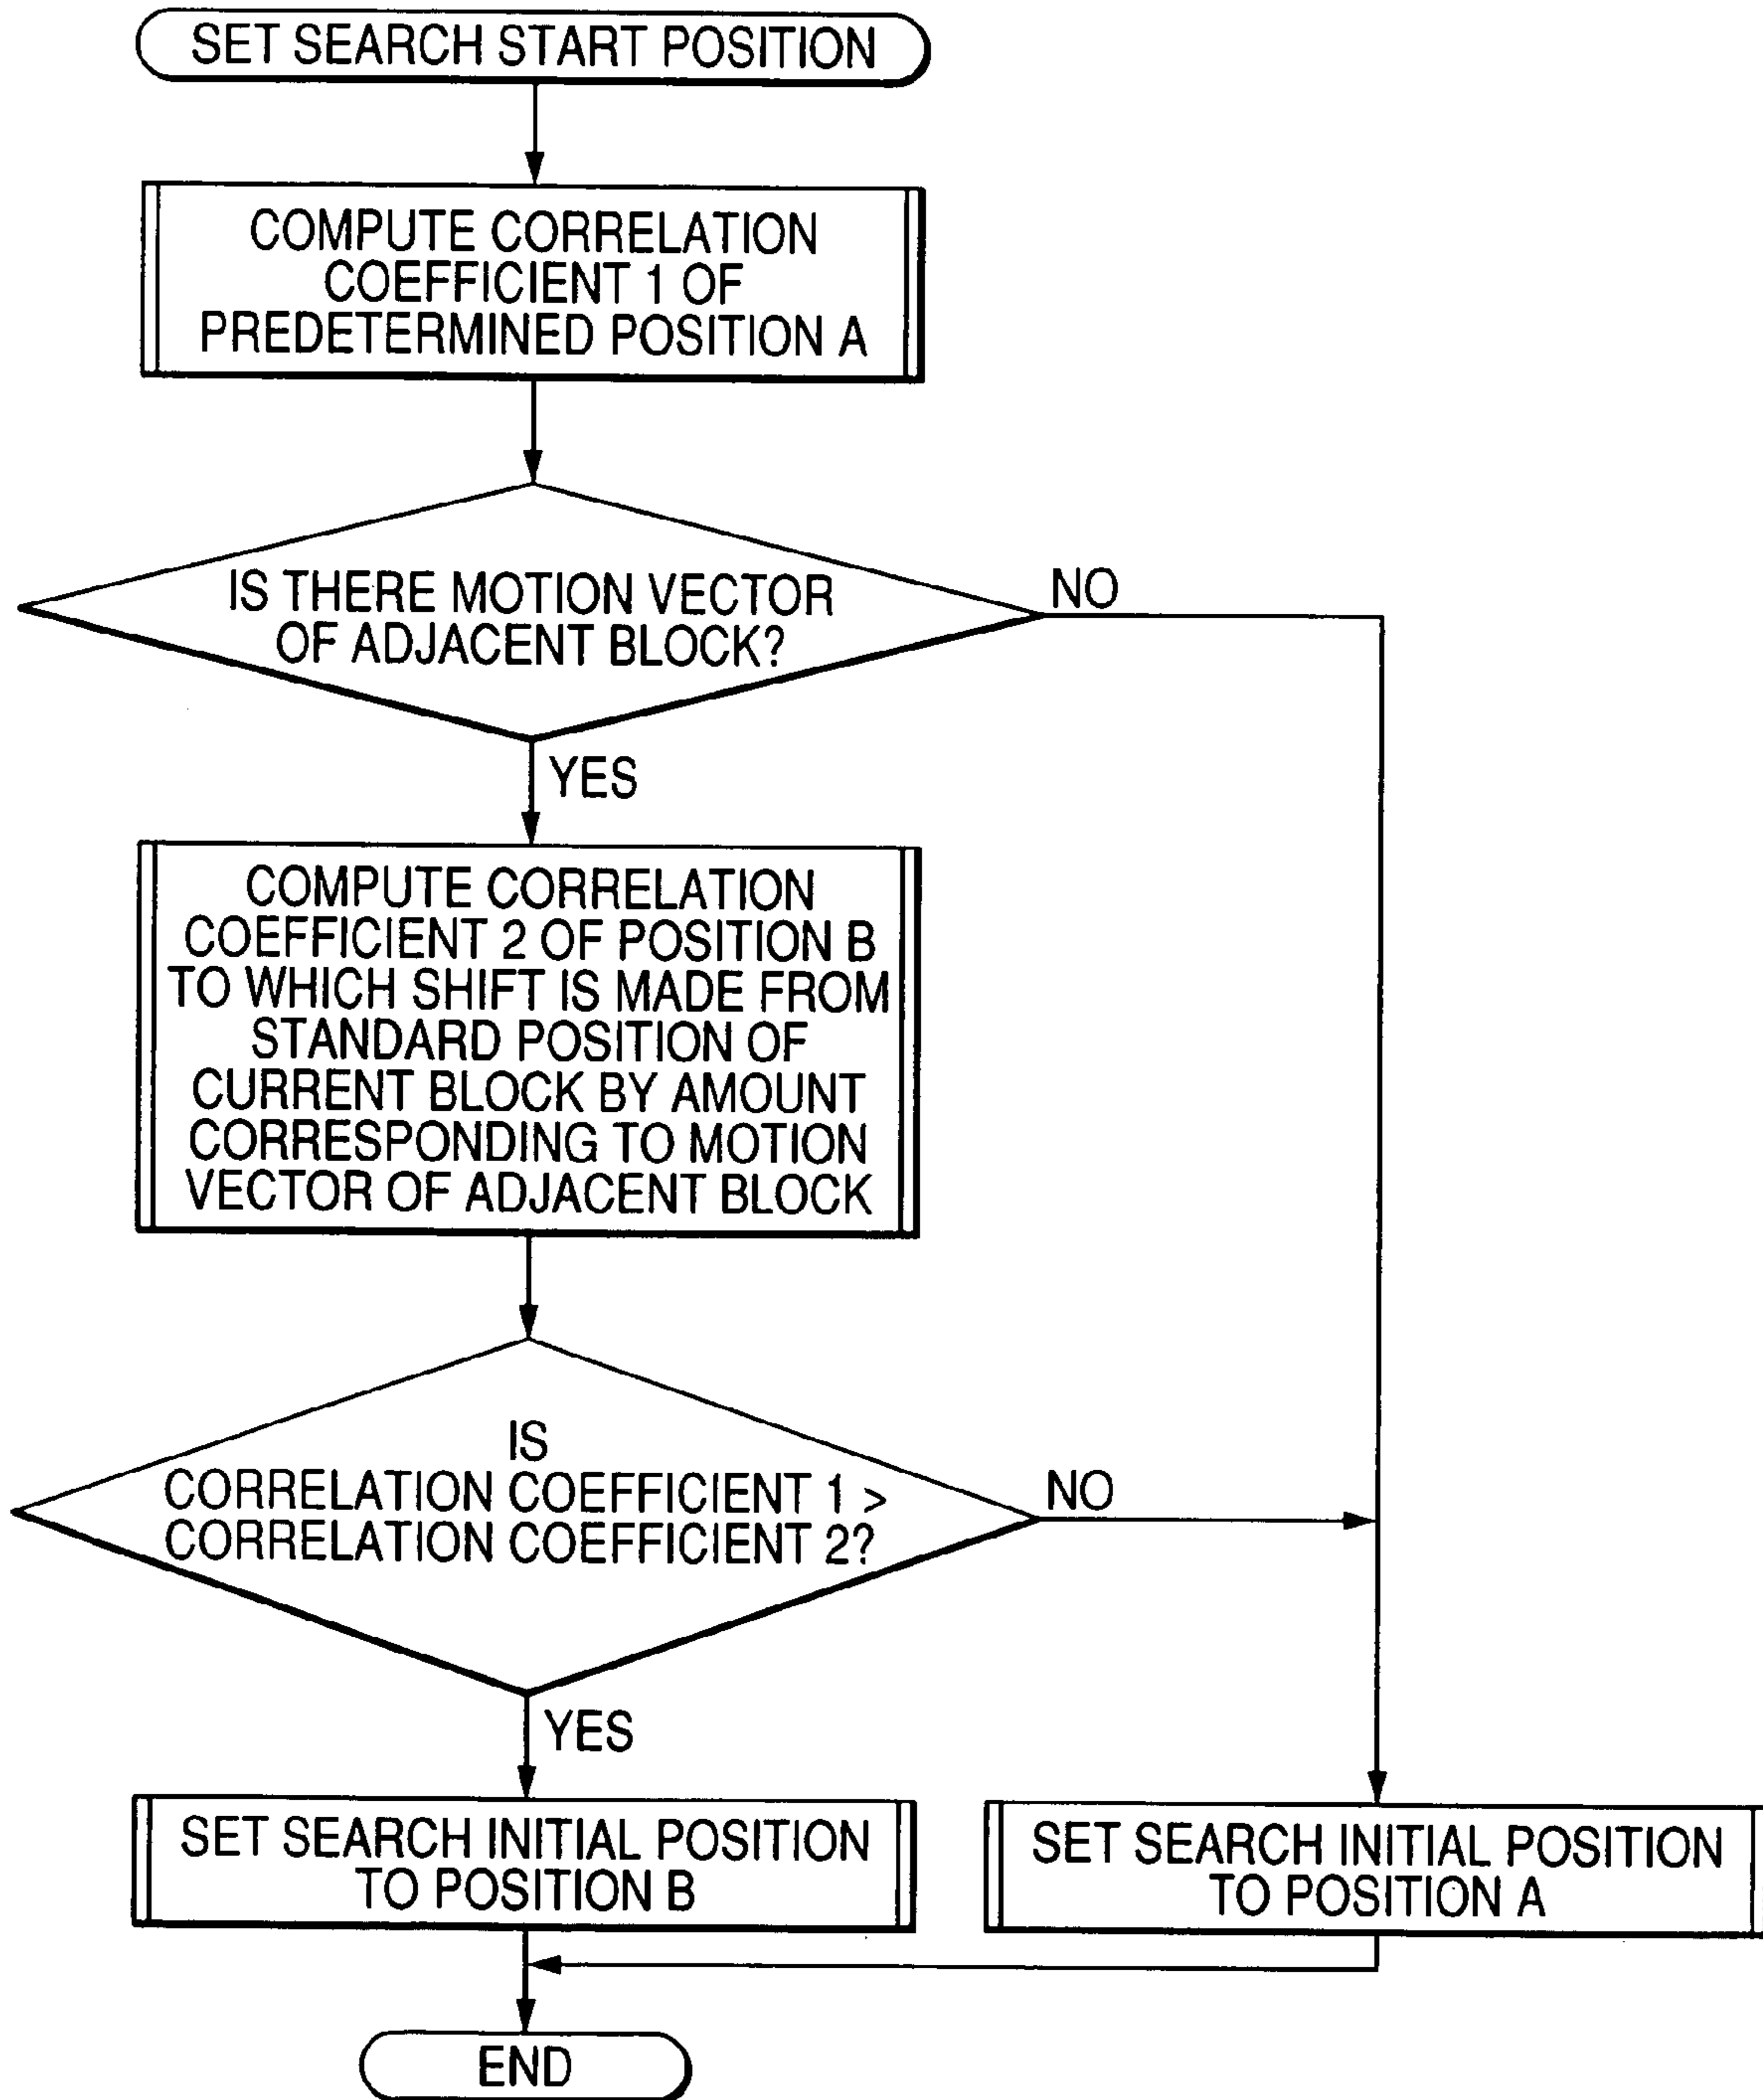 SET SEARCH START POSITION
COMPUTE CORRELATION
COEFFICIENT 1 OF
PREDETERMINED POSITION A
IS THERE MOTION VECTOR
OF ADJACENT BLOCK?
NO
YES
COMPUTE CORRELATION
COEFFICIENT 2 OF POSITION B
TO WHICH SHIFT IS MADE FROM
STANDARD POSITION OF
CURRENT BLOCK BY AMOUNT
CORRESPONDING TO MOTION
VECTOR OF ADJACENT BLOCK
IS
CORRELATION COEFFICIENT 1 >
CORRELATION COEFFICIENT 2?
NO
YES
SET SEARCH INITIAL POSITION
TO POSITION B
SET SEARCH INITIAL POSITION
TO POSITION A
END